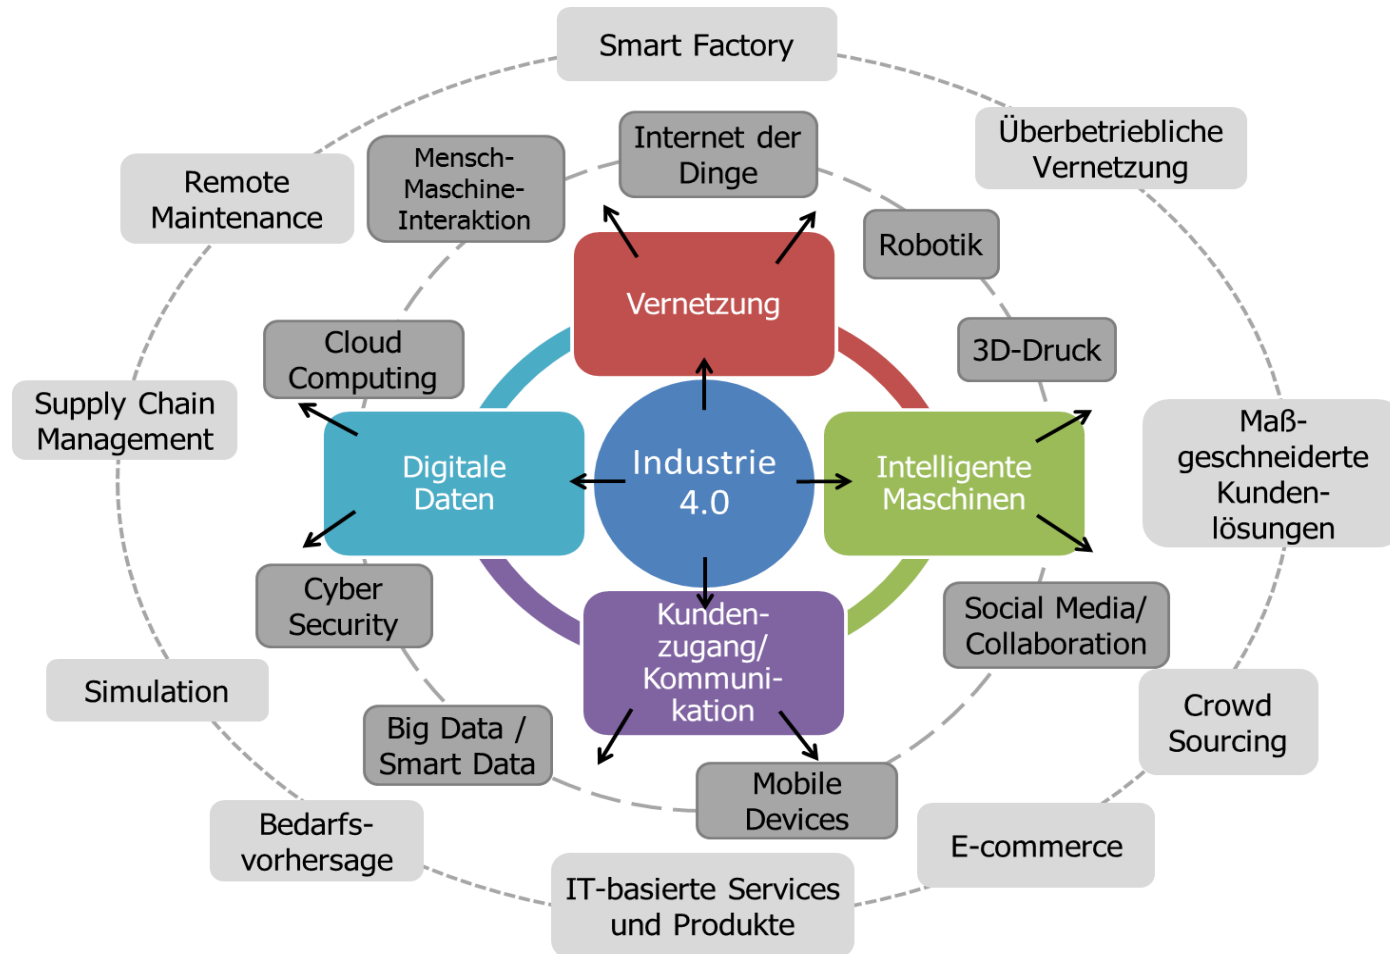 Smart Factory
Internet der
Dinge
Überbetriebliche
Vernetzung
Mensch-
Maschine-
Interaktion
Remote
Maintenance
Robotik
Vernetzung
Cloud
Computing
3D-Druck
Supply Chain
Management
Digitale
Daten
Industrie
4.0
Intelligente
Maschinen
Maß-
geschneiderte
Kunden-
lösungen
Cyber
Security
Kunden-
zugang/
Kommuni-
kation
Social Media/
Collaboration
Simulation
Big Data /
Smart Data
Crowd
Sourcing
Mobile
Devices
Bedarfs-
vorhersage
E-commerce
IT-basierte Services
und Produkte